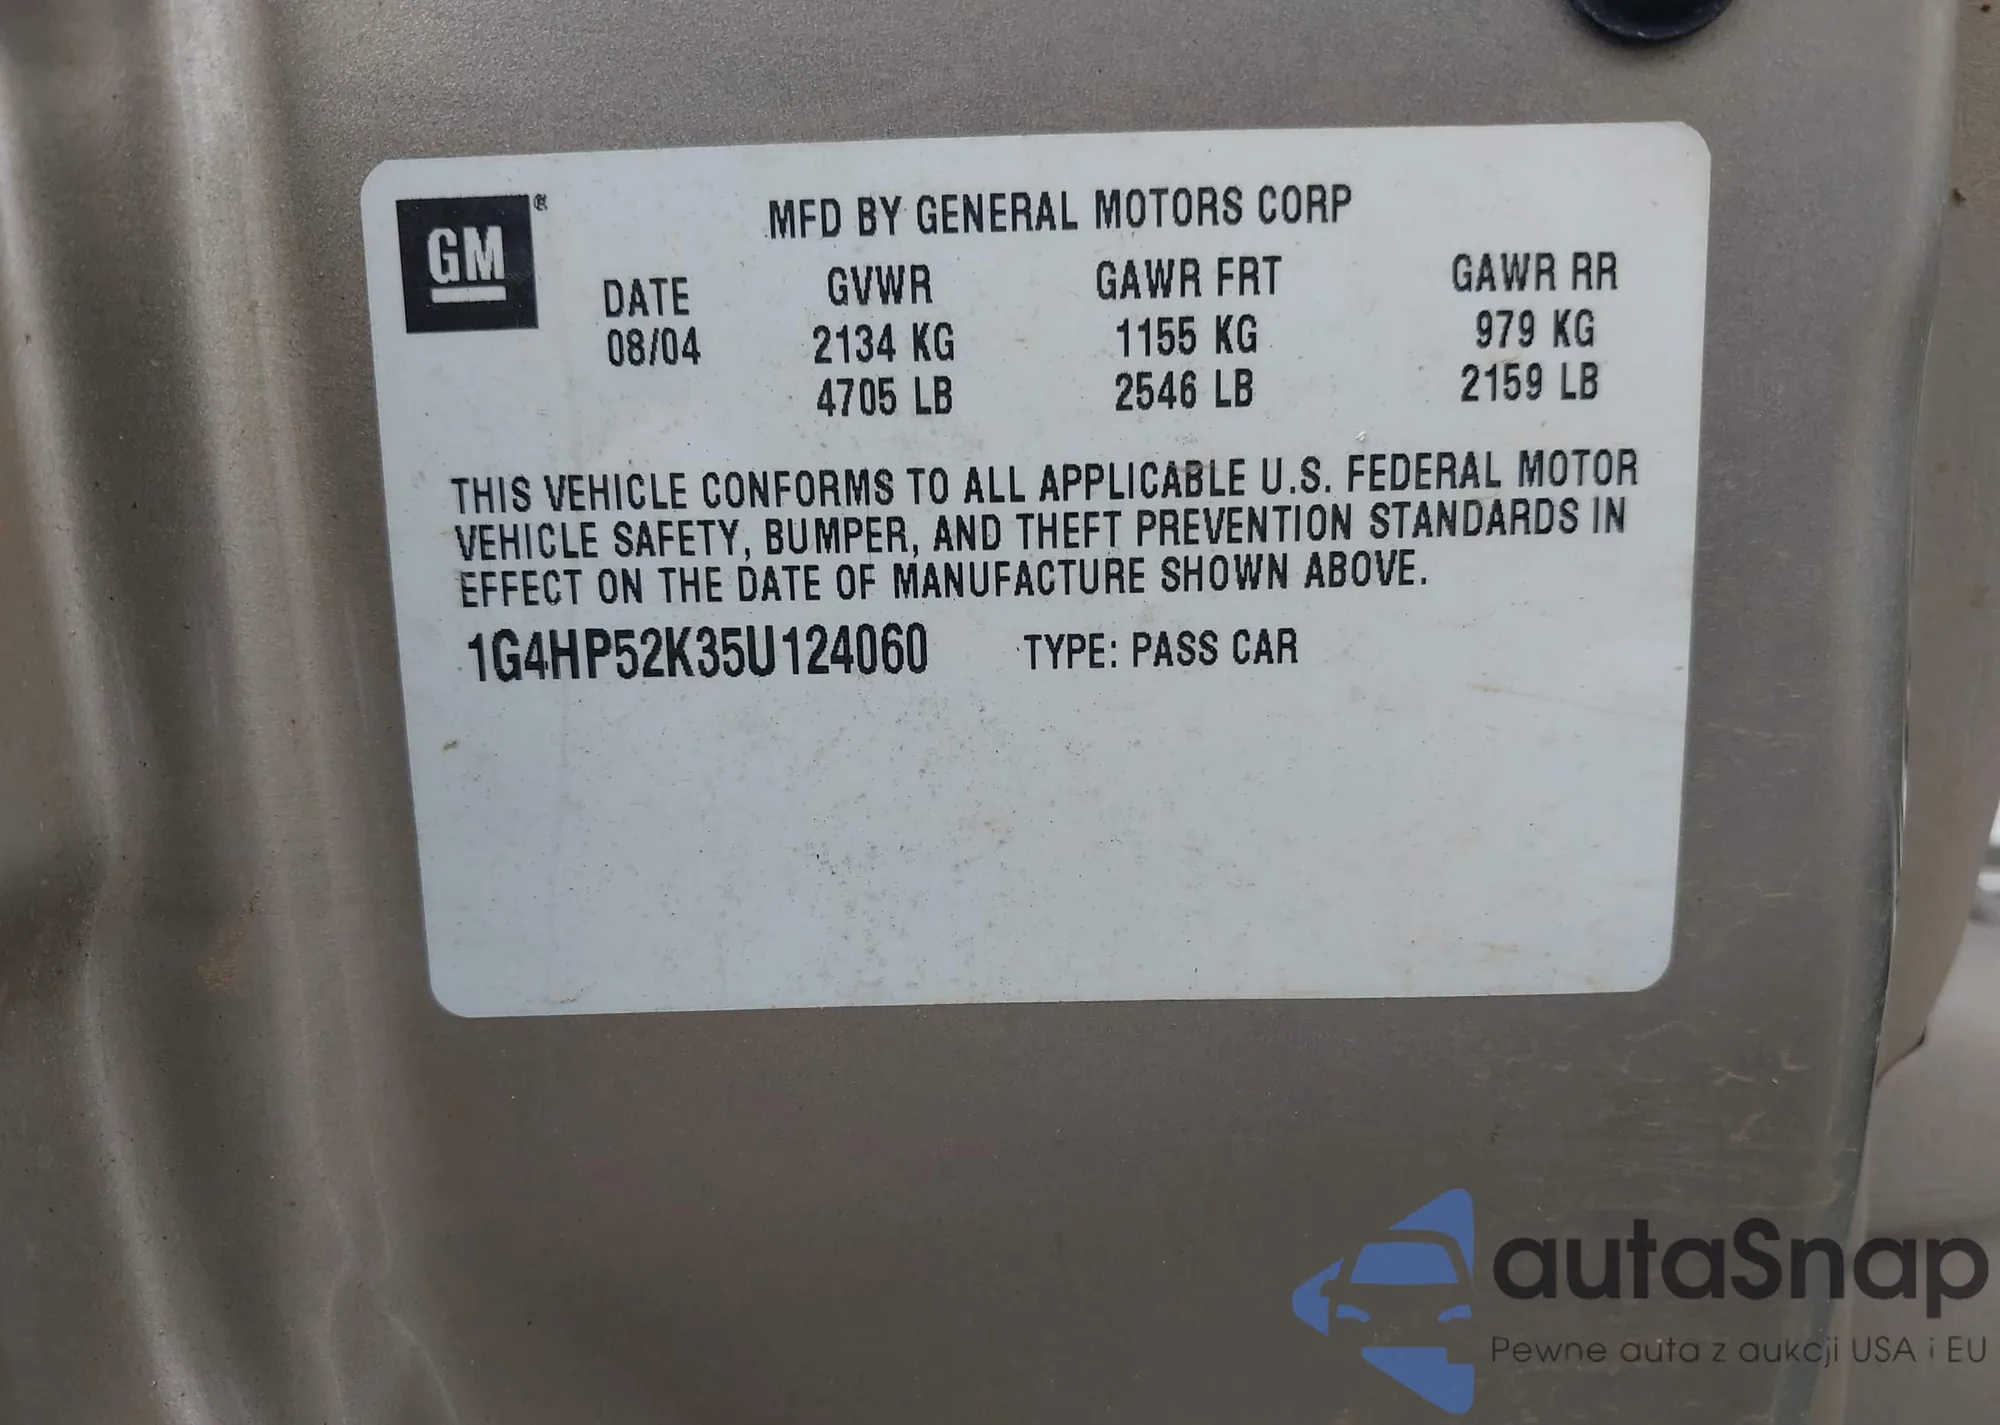 GM®
MFD BY GENERAL MOTORS CORP
DATE GVWR GAWR FRT GAWR RR
08/04 2134 KG 1155 KG 979 KG
4705 LB 2546 LB 2159 LB
THIS VEHICLE CONFORMS TO ALL APPLICABLE U.S. FEDERAL MOTOR
VEHICLE SAFETY, BUMPER, AND THEFT PREVENTION STANDARDS IN
EFFECT ON THE DATE OF MANUFACTURE SHOWN ABOVE.
1G4HP52K35U124060 TYPE: PASS CAR
autaSnap
Pewne auta z aukcji USA i EU